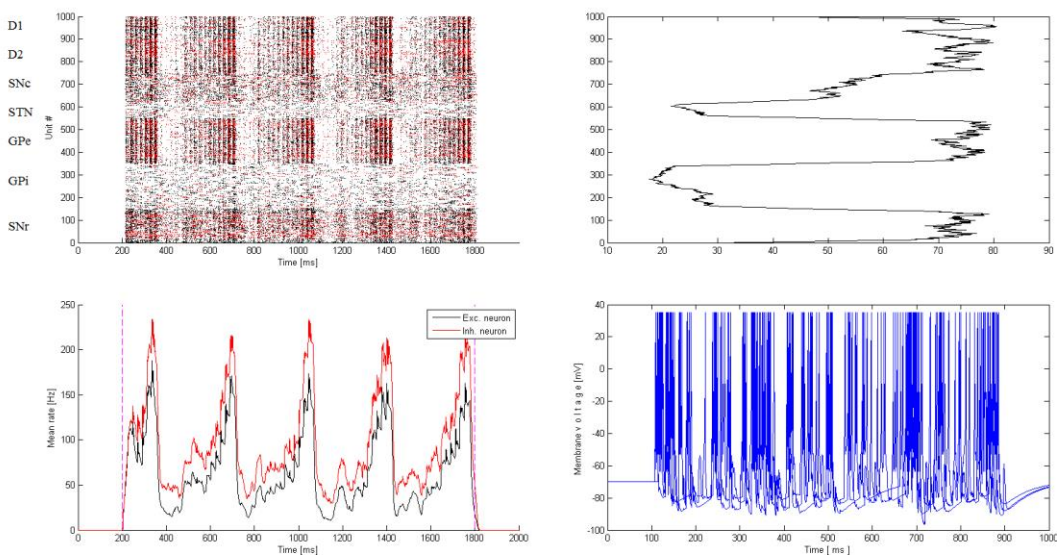 D1
D2
SNc
STN
GPe
GPi
SNr
Unit #
1000
900
800
700
600
500
400
300
200
100
0
0 200 400 600 800 1000 1200 1400 1600 1800 2000
Time [ms]
1000
900
800
700
600
500
400
300
200
100
0
10 20 30 40 50 60 70 80 90
Mean rate [Hz]
250
200
150
100
50
0
Exc. neuron
Inh. neuron
0 200 400 600 800 1000 1200 1400 1600 1800 2000
Time [ms]
Membrane voltage [mV]
40
20
0
-20
-40
-60
-80
-100
0 100 200 300 400 500 600 700 800 900 1000
Time [ ms]